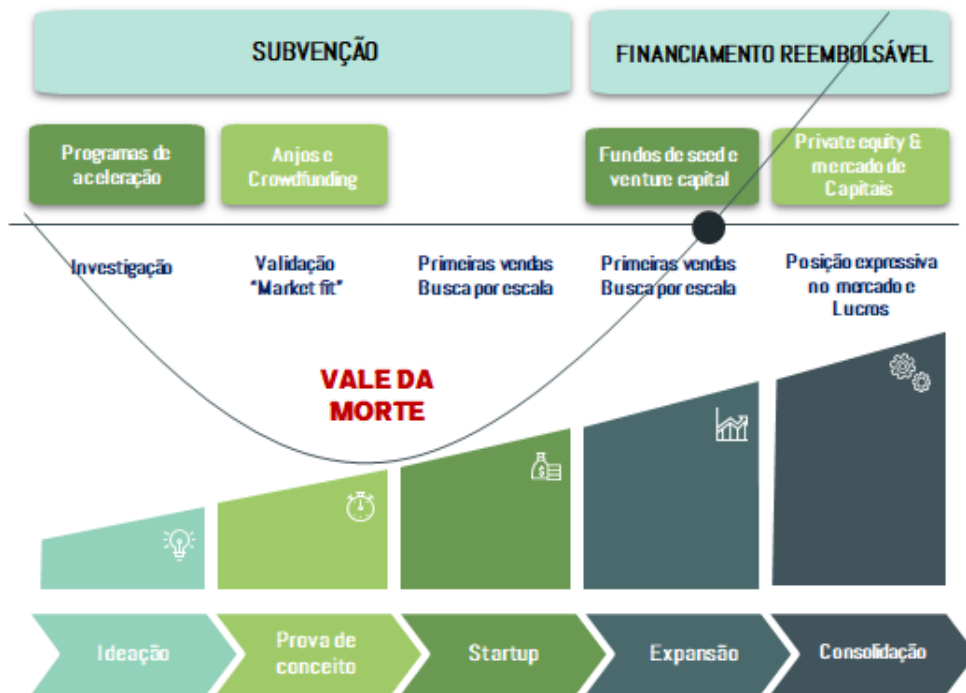 SUBVENÇÃO
FINANCIAMENTO REEMBOLSÁVEL
Programas de
aceleração
Anjos e
Crowdfunding
Fundos de seed e
venture capital
Private equity &
mercado de
Capitais
Investigação
Validação
"Market fit"
Primeiras vendas
Busca por escala
Primeiras vendas
Busca por escala
Posição expressiva
no mercado e
Lucros
VALE DA
MORTE
$
Ideação
Prova de
conceito
Startup
Expansão
Consolidação